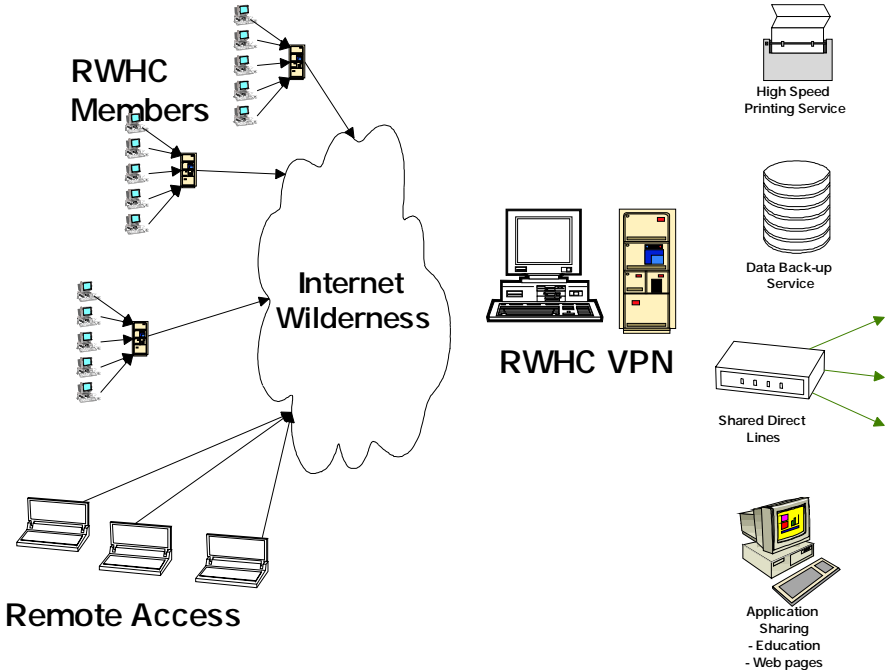 RWHC
Members
Internet
Wilderness
Remote Access
RWHC VPN
High Speed
Printing Service
Data Back-up
Service
Shared Direct
Lines
Application
Sharing
- Education
- Web pages